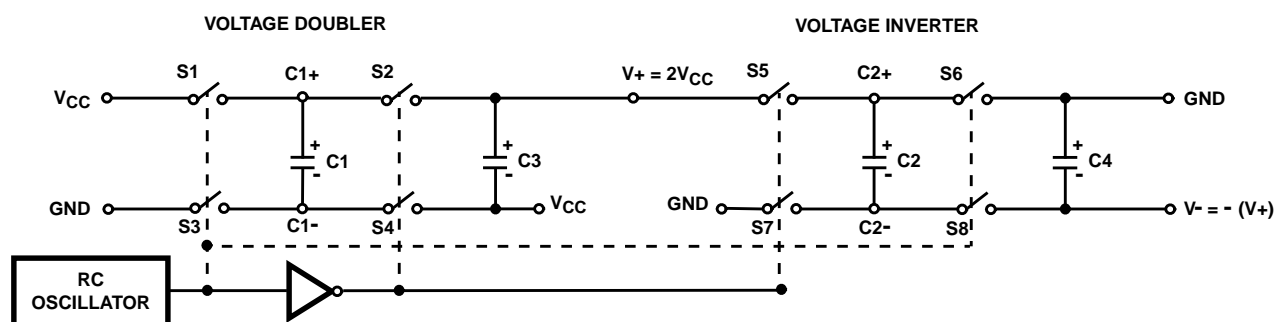 VOLTAGE DOUBLER
VOLTAGE INVERTER
S1
C1+
S2
V+ = 2VCC
S5
C2+
S6
VCC
GND
+
-
C1
+
-
C3
+
-
C2
+
-
C4
GND
S3
C1-
S4
VCC
GND
S7
C2-
S8
V- = - (V+)
RC
OSCILLATOR